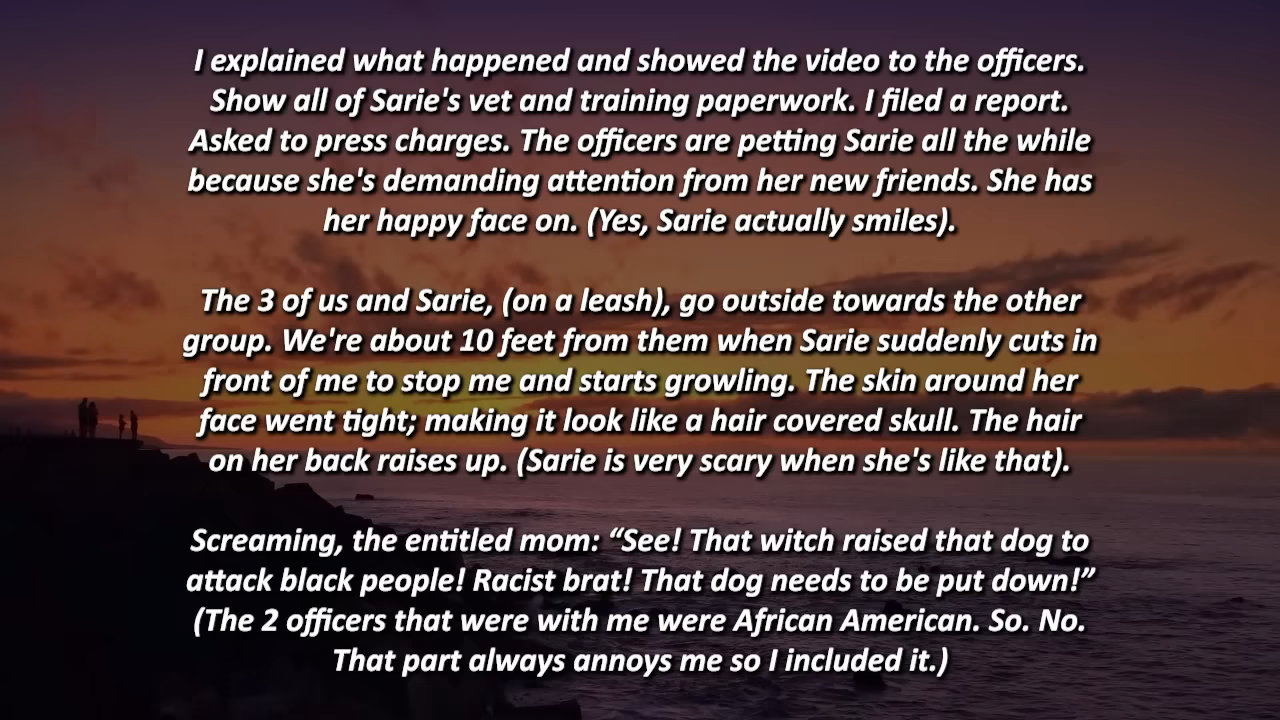 I explained what happened and showed the video to the officers.
Show all of Sarie's vet and training paperwork. I filed a report.
Asked to press charges. The officers are petting Sarie all the while
because she's demanding attention from her new friends. She has
her happy face on. (Yes, Sarie actually smiles).
The 3 of us and Sarie, (on a leash), go outside towards the other
group. We're about 10 feet from them when Sarie suddenly cuts in
front of me to stop me and starts growling. The skin around her
face went tight; making it look like a hair covered skull. The hair
on her back raises up. (Sarie is very scary when she's like that).
Screaming, the entitled mom: “See! That witch raised that dog to
attack black people! Racist brat! That dog needs to be put down!”
(The 2 officers that were with me were African American. So. No.
That part always annoys me so I included it.)